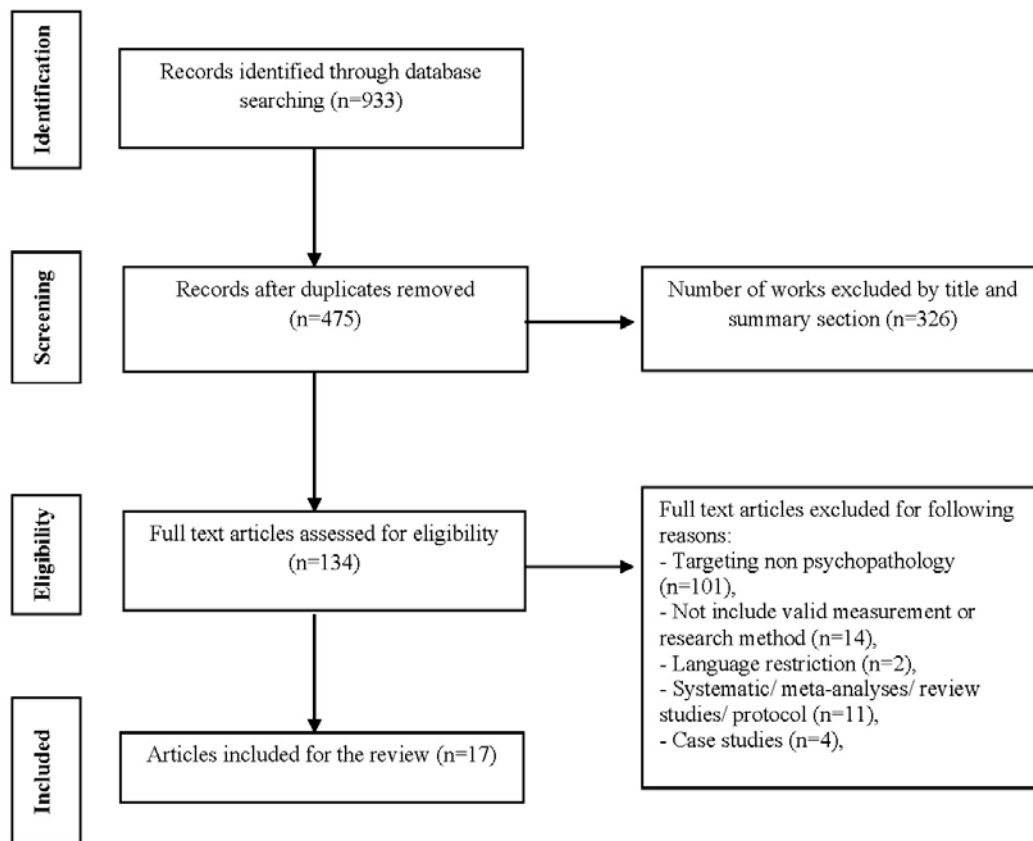 Identification
Records identified through database
searching (n=933)
Screening
Records after duplicates removed
(n=475)
Number of works excluded by title and
summary section (n=326)
Eligibility
Full text articles assessed for eligibility
(n=134)
Full text articles excluded for following
reasons:
- Targeting non psychopathology
(n=101),
- Not include valid measurement or
research method (n=14),
- Language restriction (n=2),
- Systematic/ meta-analyses/ review
studies/ protocol (n=11),
- Case studies (n=4),
Included
Articles included for the review (n=17)